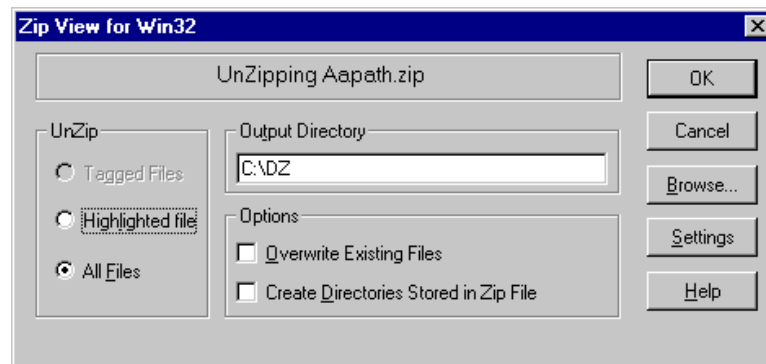 Zip View for Win32
UnZipping Aapath.zip
OK
Cancel
Browse...
Settings
Help
UnZip
Tagged Files
Highlighted file
All Files
Output Directory
C:\DZ
Options
Overwrite Existing Files
Create Directories Stored in Zip File